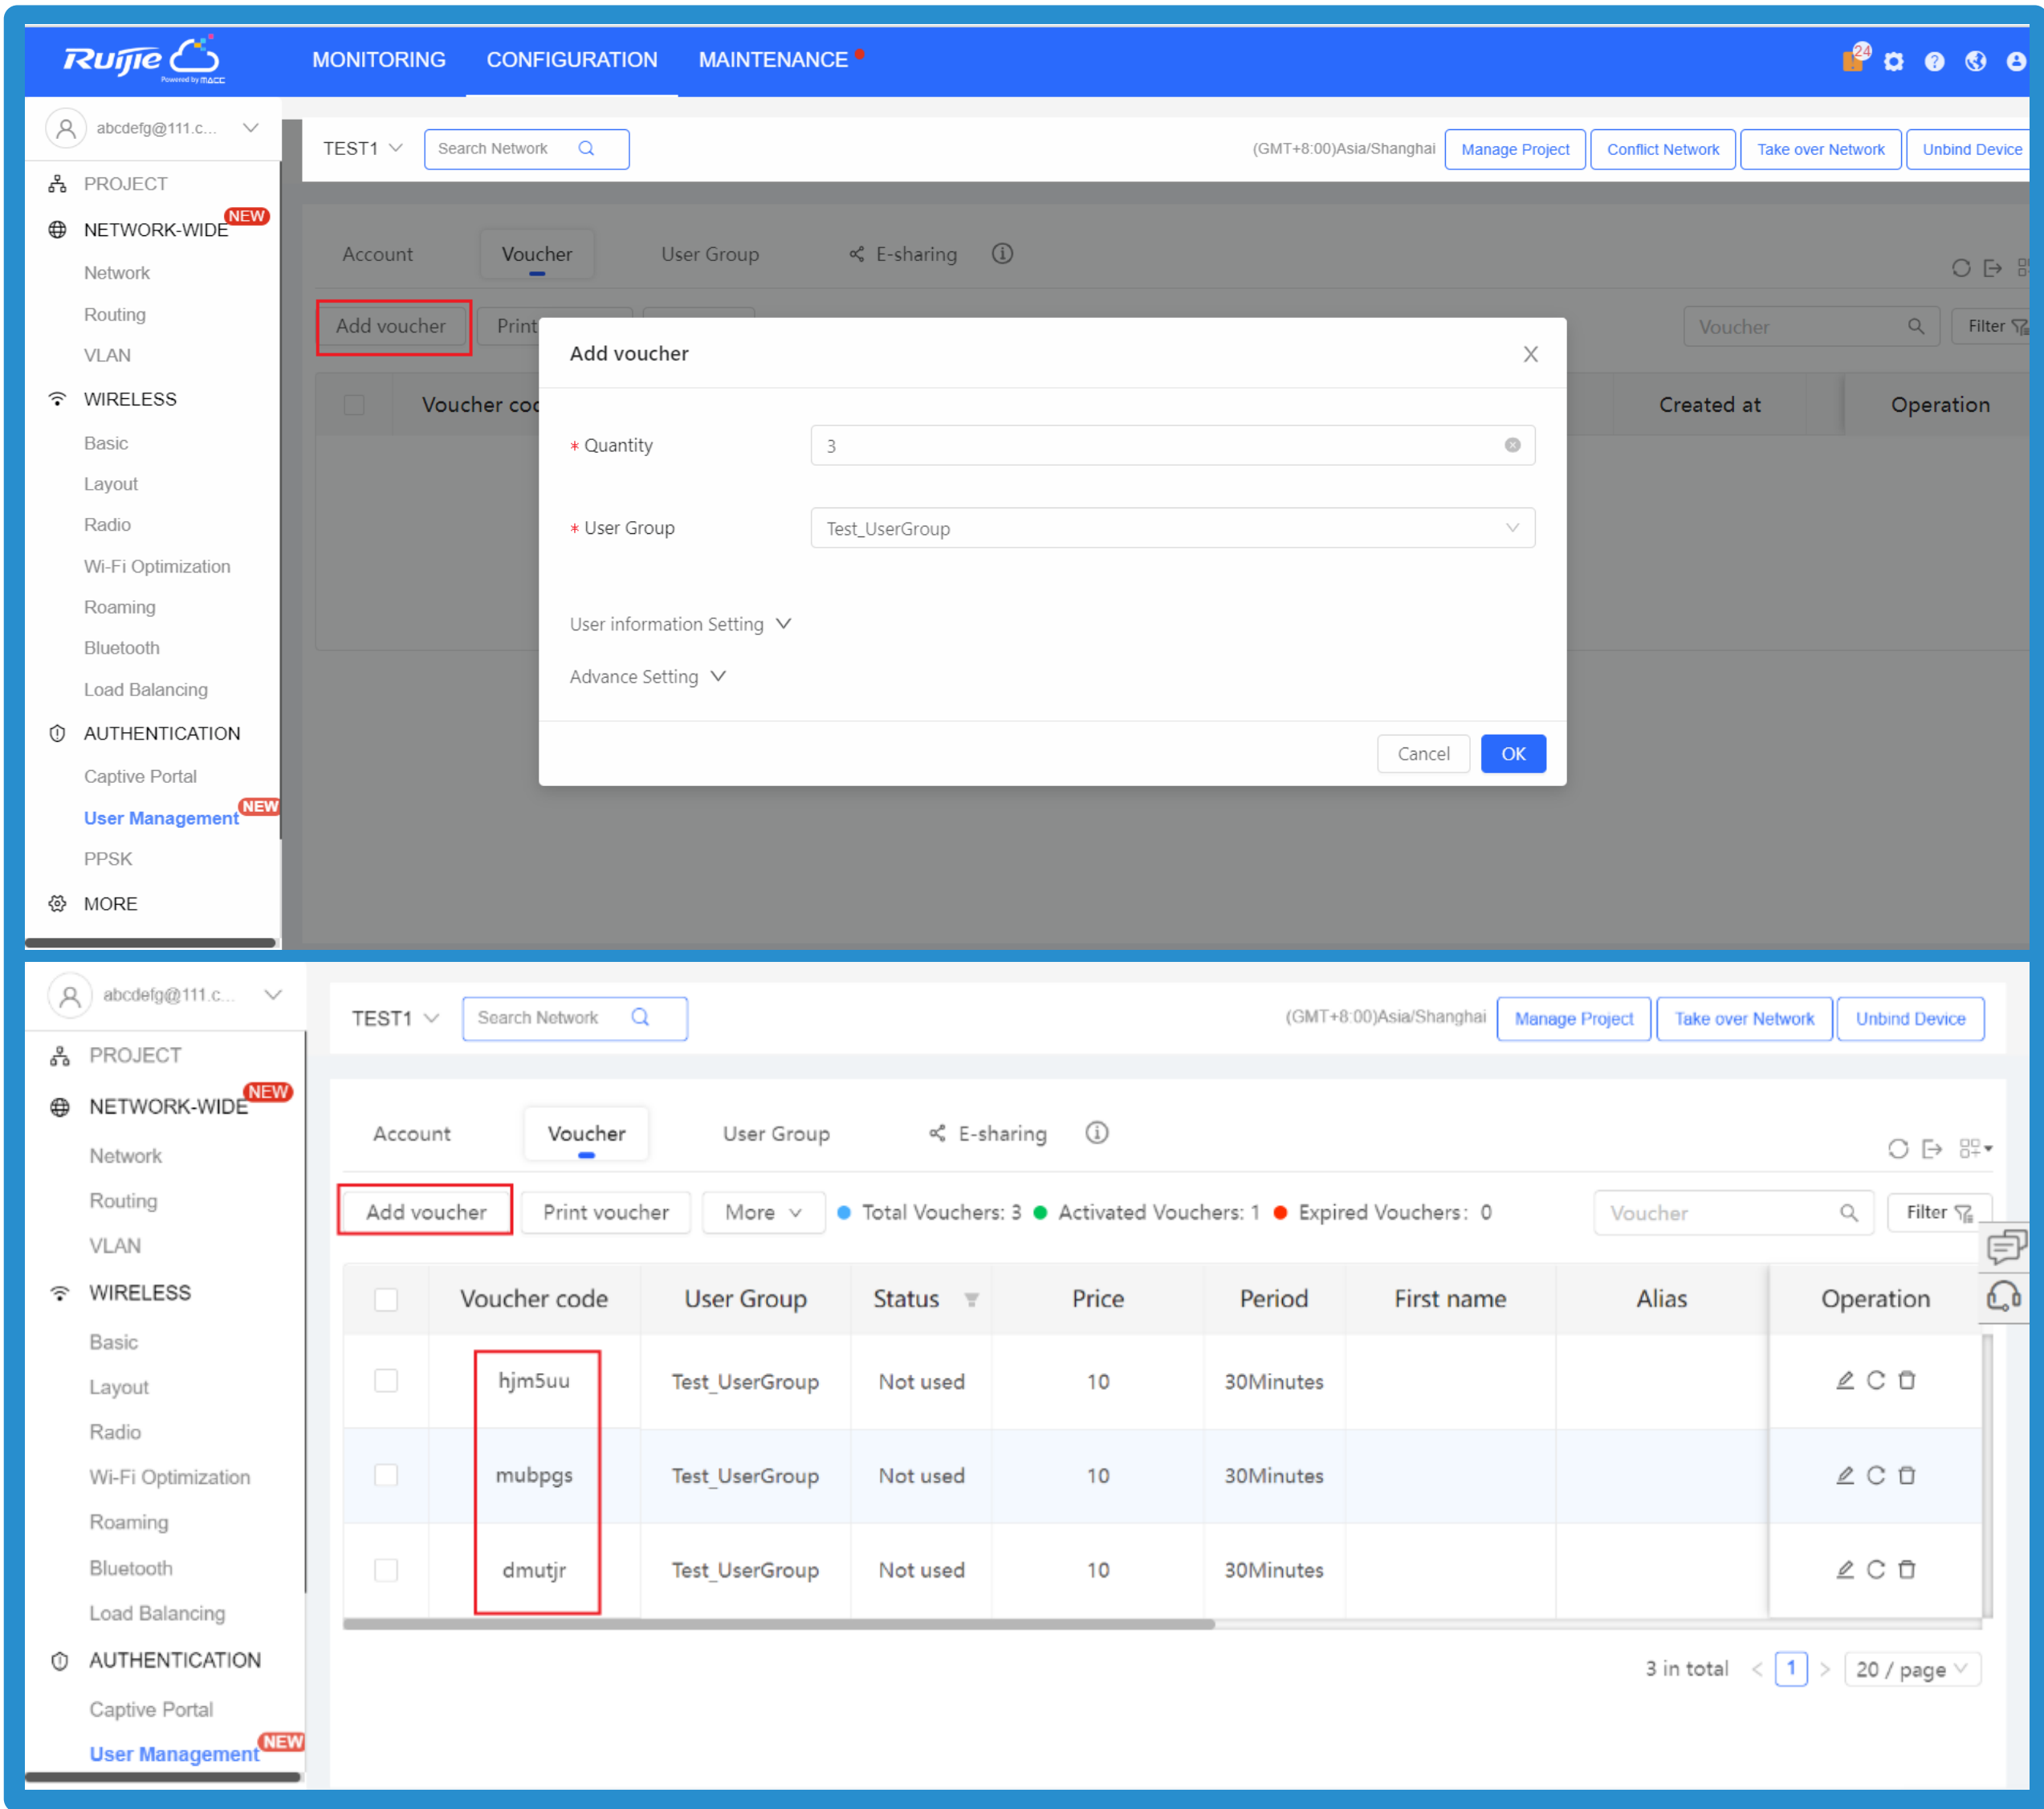 Ruijie
Powered by MACC
MONITORING CONFIGURATION MAINTENANCE
24
abcdefg@111.c...
TEST1 Search Network (GMT+8:00)Asia/Shanghai Manage Project Conflict Network Take over Network Unbind Device
PROJECT
NETWORK-WIDE NEW
Network
Routing
VLAN
WIRELESS
Basic
Layout
Radio
Wi-Fi Optimization
Roaming
Bluetooth
Load Balancing
AUTHENTICATION
Captive Portal
User Management NEW
PPSK
MORE
Account Voucher User Group E-sharing
Add voucher Print Voucher Filter
Voucher cod Created at Operation
Add voucher
* Quantity 3
* User Group Test_UserGroup
User information Setting
Advance Setting
Cancel OK
abcdefg@111.c...
TEST1 Search Network (GMT+8:00)Asia/Shanghai Manage Project Take over Network Unbind Device
PROJECT
NETWORK-WIDE NEW
Network
Routing
VLAN
WIRELESS
Basic
Layout
Radio
Wi-Fi Optimization
Roaming
Bluetooth
Load Balancing
AUTHENTICATION
Captive Portal
User Management NEW
Account Voucher User Group E-sharing
Add voucher Print voucher More Total Vouchers: 3 Activated Vouchers: 1 Expired Vouchers: 0 Voucher Filter
Voucher code User Group Status Price Period First name Alias Operation
hjm5uu Test_UserGroup Not used 10 30Minutes
mubpgs Test_UserGroup Not used 10 30Minutes
dmutjr Test_UserGroup Not used 10 30Minutes
3 in total < 1 > 20 / page